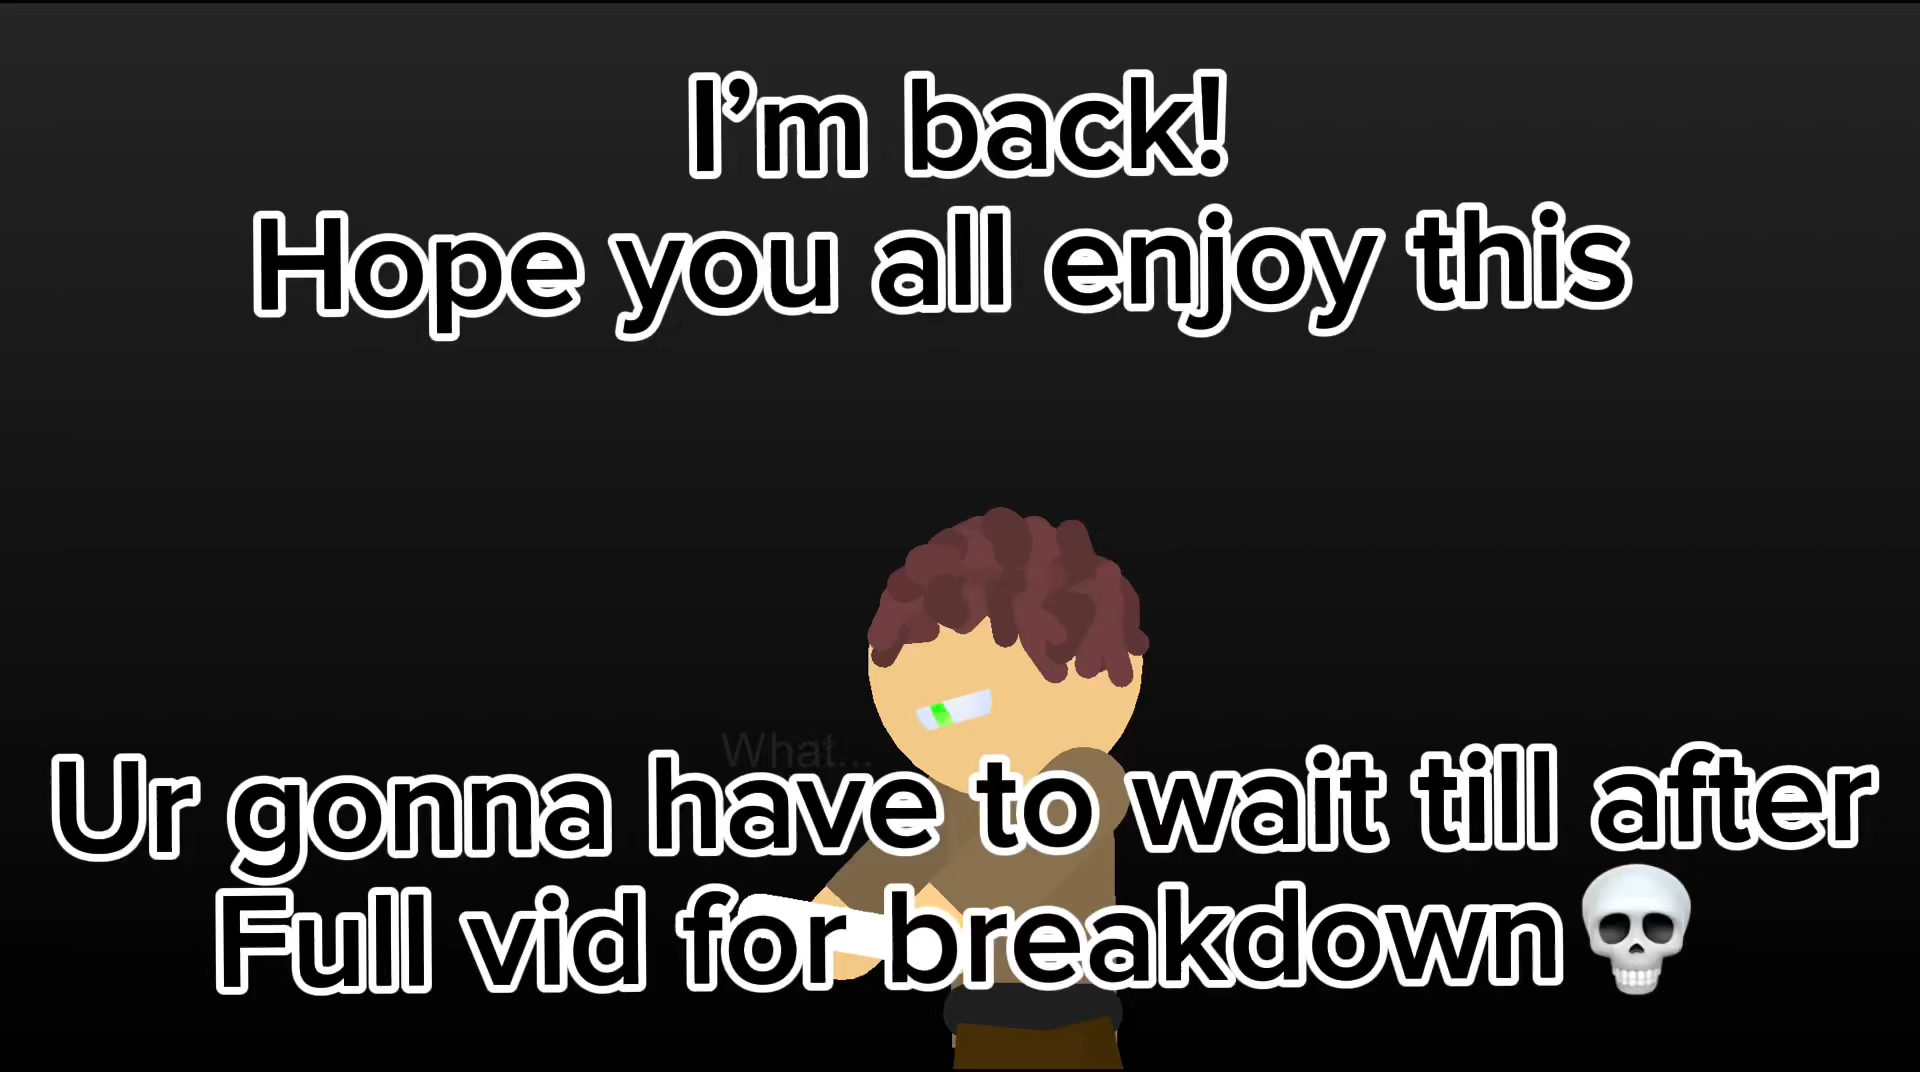 I’m back!
Hope you all enjoy this
What...
Ur gonna have to wait till after
Full vid for breakdown💀